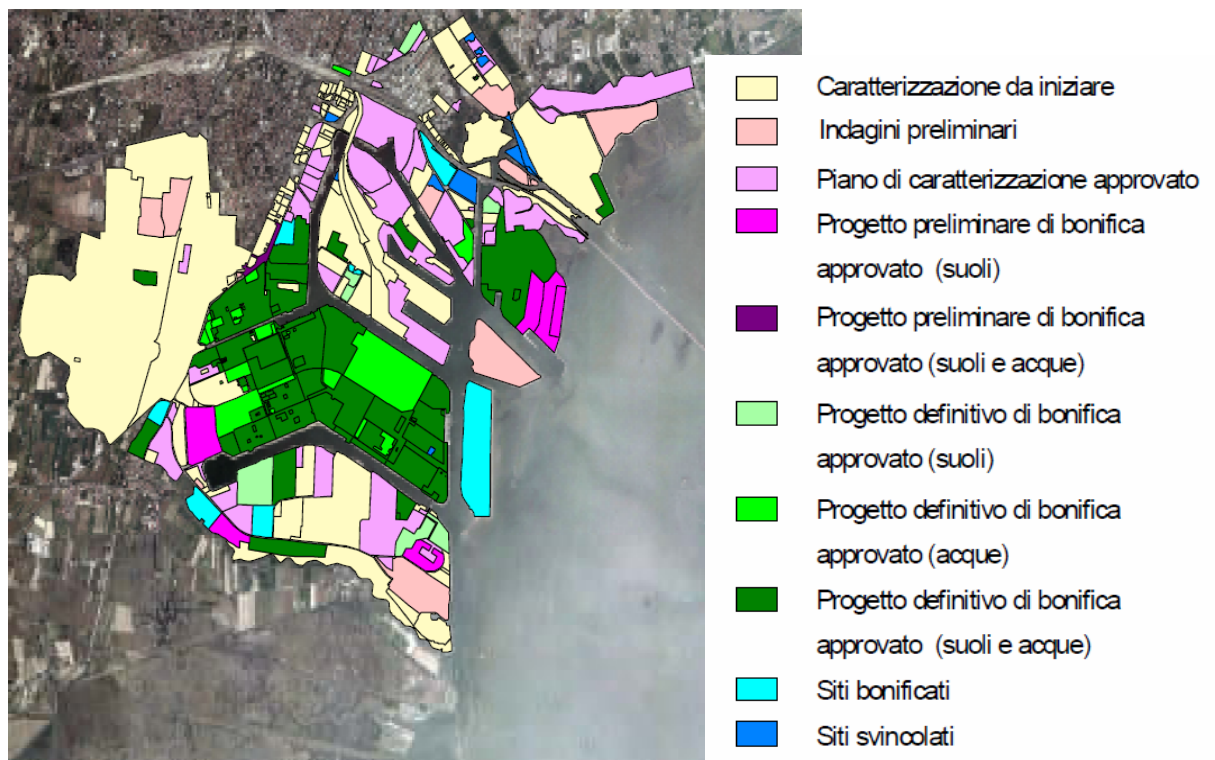 Caratterizzazione da iniziare
Indagini preliminari
Piano di caratterizzazione approvato
Progetto preliminare di bonifica
approvato (suoli)
Progetto preliminare di bonifica
approvato (suoli e acque)
Progetto definitivo di bonifica
approvato (suoli)
Progetto definitivo di bonifica
approvato (acque)
Progetto definitivo di bonifica
approvato (suoli e acque)
Siti bonificati
Siti svincolati